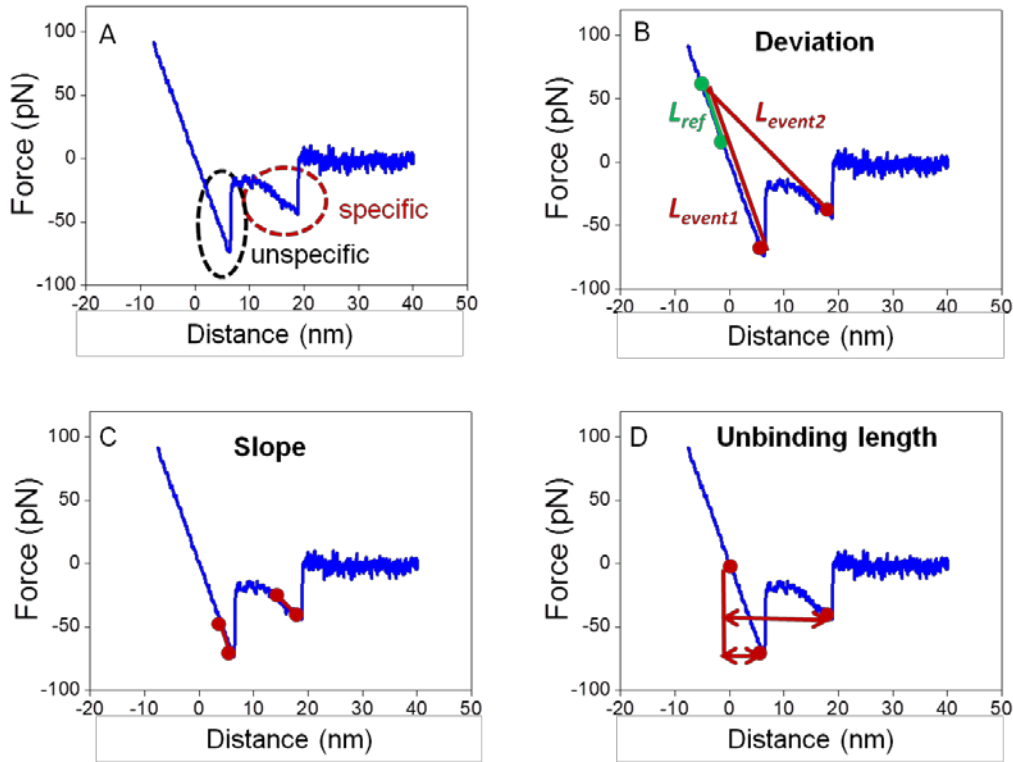 A
Force (pN)
100
50
0
-50
-100
specific
unspecific
-20
-10
0
10
20
30
40
50
Distance (nm)
B
Deviation
Force (pN)
100
50
0
-50
-100
Lref
Levent2
Levent1
-20
-10
0
10
20
30
40
50
Distance (nm)
C
Slope
Force (pN)
100
50
0
-50
-100
-20
-10
0
10
20
30
40
50
Distance (nm)
D
Unbinding length
Force (pN)
100
50
0
-50
-100
-20
-10
0
10
20
30
40
50
Distance (nm)